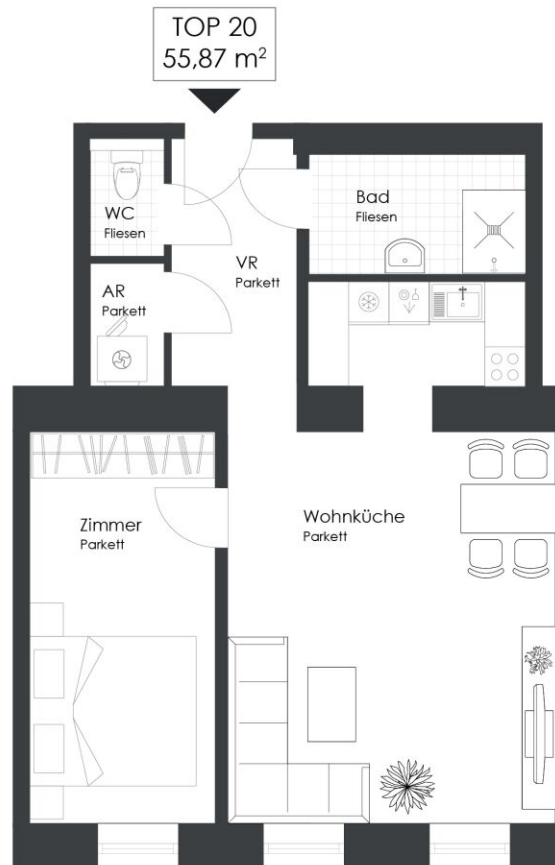 TOP 20
55,87 m²
WC
Fliesen
Bad
Fliesen
VR
Parkett
AR
Parkett
Zimmer
Parkett
Wohnküche
Parkett